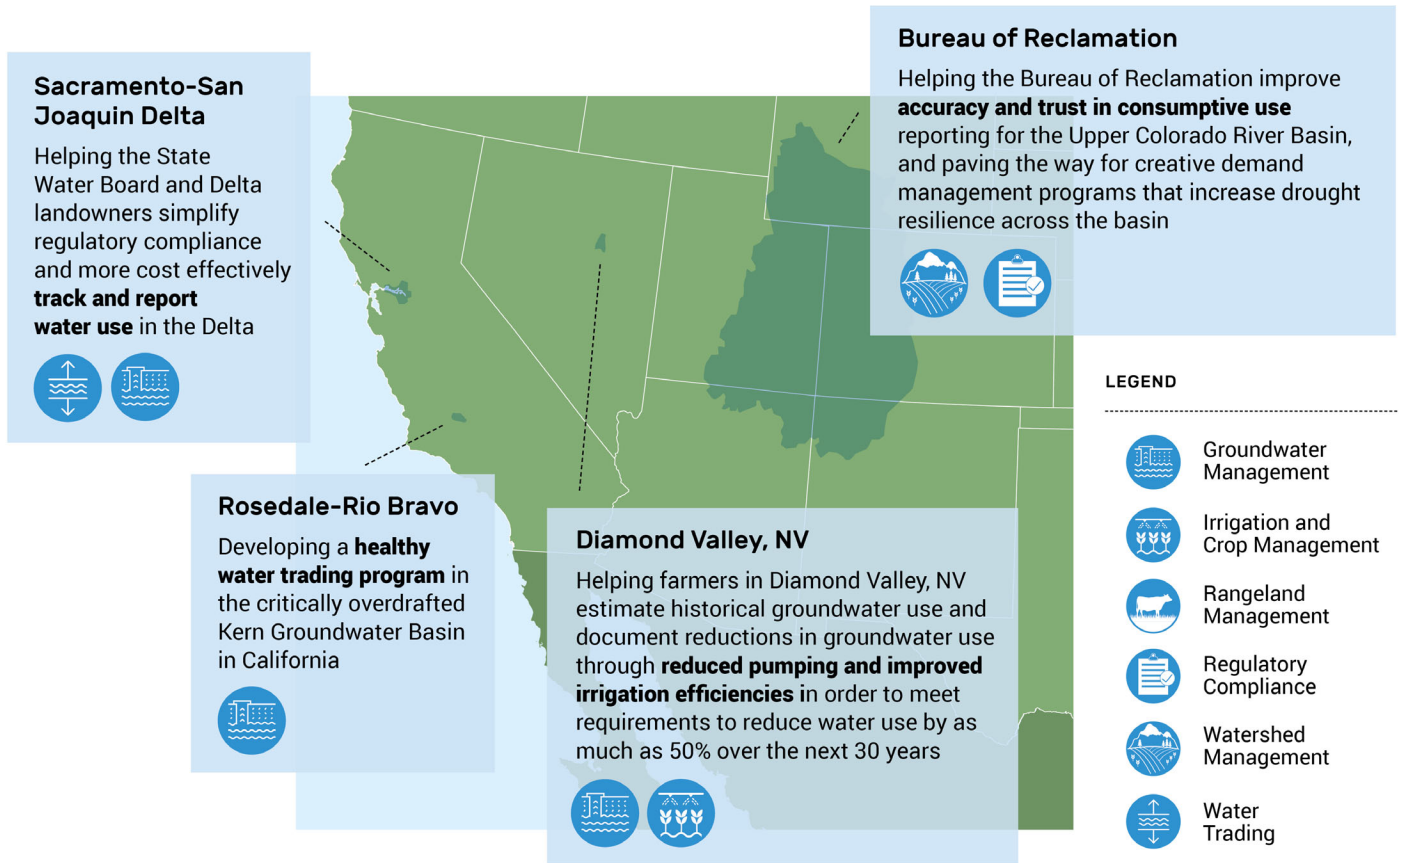 Sacramento-San
Joaquin Delta
Helping the State
Water Board and Delta
landowners simplify
regulatory compliance
and more cost effectively
track and report
water use in the Delta
Bureau of Reclamation
Helping the Bureau of Reclamation improve
accuracy and trust in consumptive use
reporting for the Upper Colorado River Basin,
and paving the way for creative demand
management programs that increase drought
resilience across the basin
Rosedale-Rio Bravo
Developing a healthy
water trading program in
the critically overdrafted
Kern Groundwater Basin
in California
Diamond Valley, NV
Helping farmers in Diamond Valley, NV
estimate historical groundwater use and
document reductions in groundwater use
through reduced pumping and improved
irrigation efficiencies in order to meet
requirements to reduce water use by as
much as 50% over the next 30 years
LEGEND
Groundwater
Management
Irrigation and
Crop Management
Rangeland
Management
Regulatory
Compliance
Watershed
Management
Water
Trading